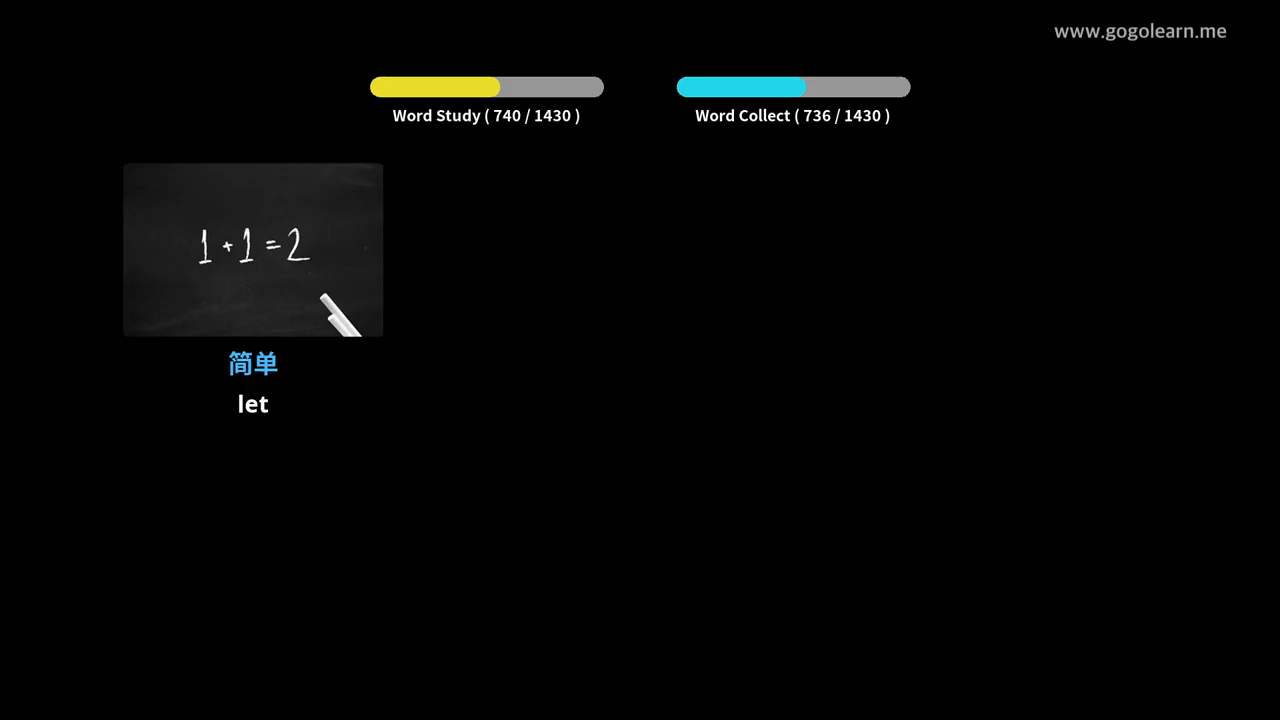 www.gogolearn.me
Word Study ( 740 / 1430 )
Word Collect ( 736 / 1430 )
1 + 1 = 2
简单
let